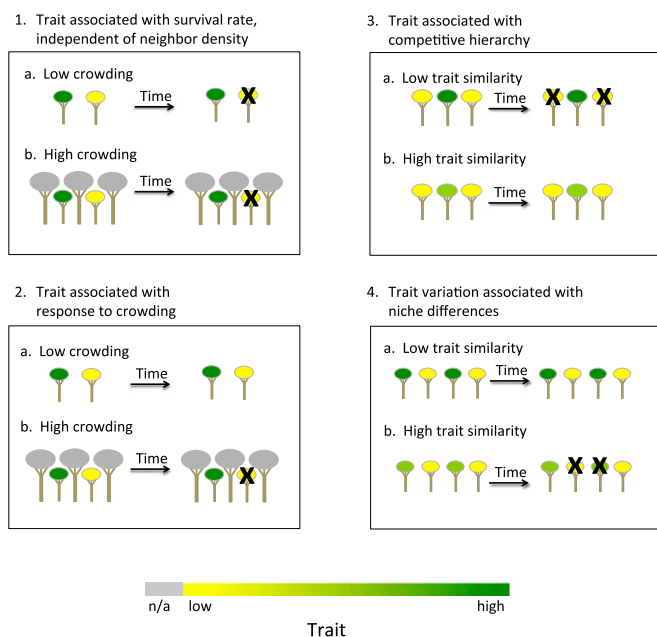 1. Trait associated with survival rate,
independent of neighbor density
a. Low crowding
Time
X
b. High crowding
Time
X
2. Trait associated with
response to crowding
a. Low crowding
Time
b. High crowding
Time
X
3. Trait associated with
competitive hierarchy
a. Low trait similarity
Time
X X
b. High trait similarity
Time
4. Trait variation associated with
niche differences
a. Low trait similarity
Time
b. High trait similarity
Time
X X
n/a low high
Trait